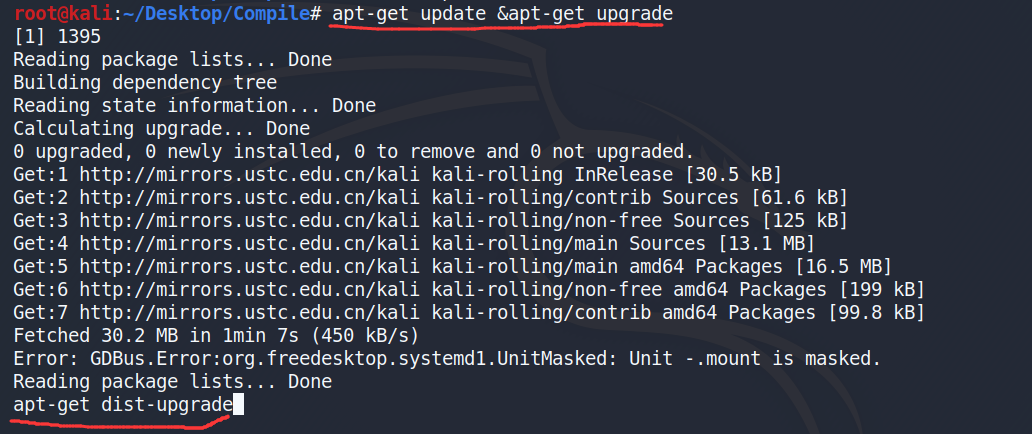 root@kali:~/Desktop/Compile# apt-get update &apt-get upgrade
[1] 1395
Reading package lists... Done
Building dependency tree
Reading state information... Done
Calculating upgrade... Done
0 upgraded, 0 newly installed, 0 to remove and 0 not upgraded.
Get:1 http://mirrors.ustc.edu.cn/kali kali-rolling InRelease [30.5 kB]
Get:2 http://mirrors.ustc.edu.cn/kali kali-rolling/contrib Sources [61.6 kB]
Get:3 http://mirrors.ustc.edu.cn/kali kali-rolling/non-free Sources [125 kB]
Get:4 http://mirrors.ustc.edu.cn/kali kali-rolling/main Sources [13.1 MB]
Get:5 http://mirrors.ustc.edu.cn/kali kali-rolling/main amd64 Packages [16.5 MB]
Get:6 http://mirrors.ustc.edu.cn/kali kali-rolling/non-free amd64 Packages [199 kB]
Get:7 http://mirrors.ustc.edu.cn/kali kali-rolling/contrib amd64 Packages [99.8 kB]
Fetched 30.2 MB in 1min 7s (450 kB/s)
Error: GDBus.Error:org.freedesktop.systemd1.UnitMasked: Unit -.mount is masked.
Reading package lists... Done
apt-get dist-upgrade